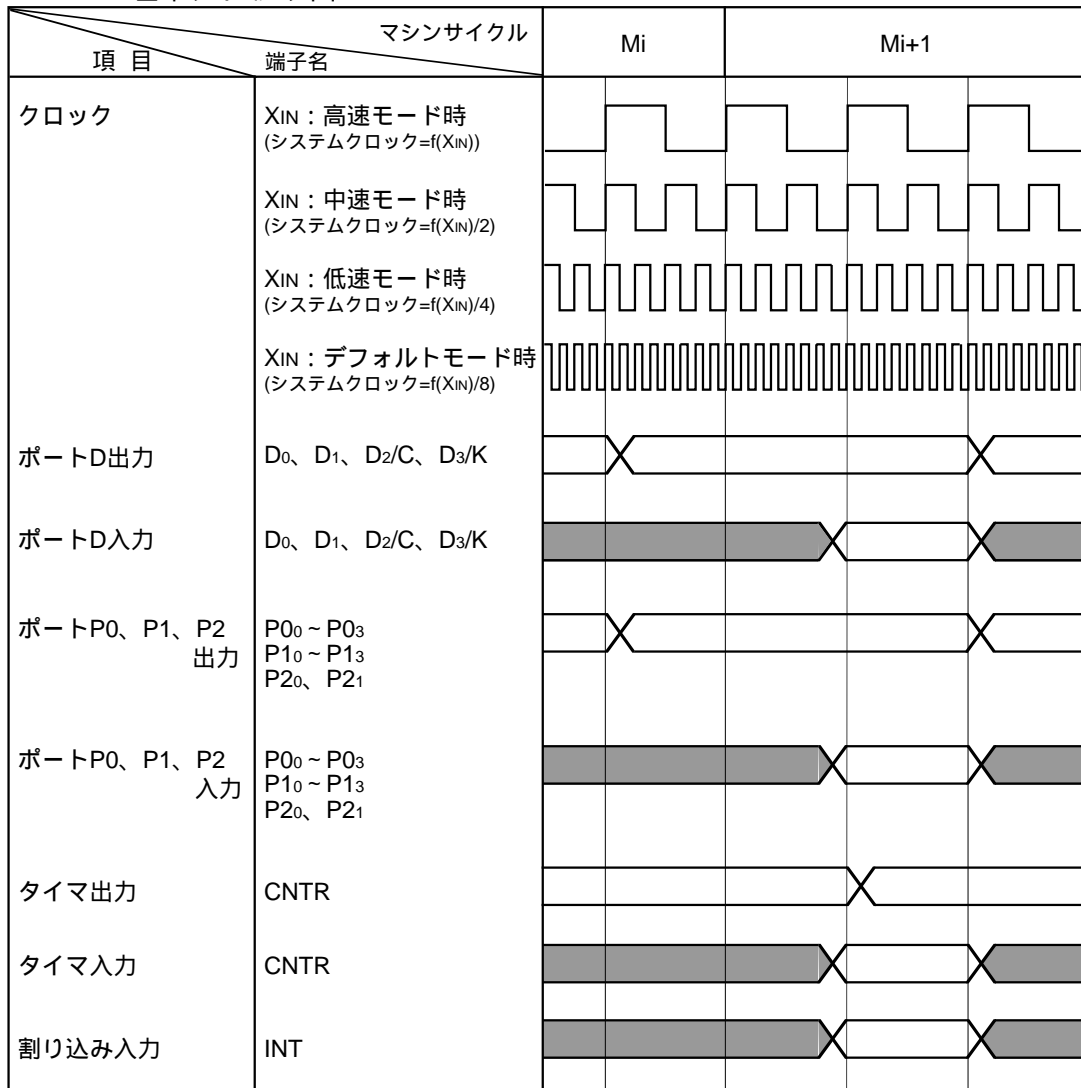 マシンサイクル
項 目
端子名
Mi
Mi+1
クロック
XIN：高速モード時
(システムクロック=f(XIN))
XIN：中速モード時
(システムクロック=f(XIN)/2)
XIN：低速モード時
(システムクロック=f(XIN)/4)
XIN：デフォルトモード時
(システムクロック=f(XIN)/8)
ポートD出力
D0、D1、D2/C、D3/K
ポートD入力
D0、D1、D2/C、D3/K
ポートP0、P1、P2
出力
P00 ~ P03
P10 ~ P13
P20、P21
ポートP0、P1、P2
入力
P00 ~ P03
P10 ~ P13
P20、P21
タイマ出力
CNTR
タイマ入力
CNTR
割り込み入力
INT